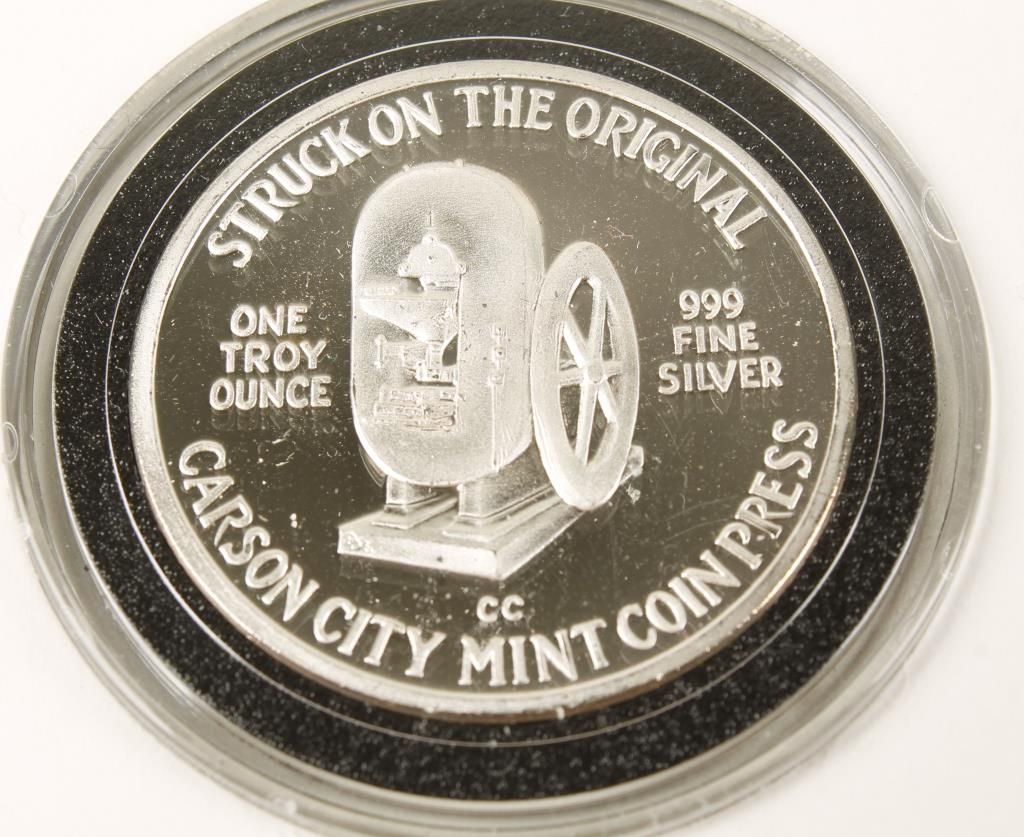 STRUCK ON THE ORIGINAL
ONE
TROY
OUNCE
999
FINE
SILVER
CC
CARSON CITY MINT COIN PRESS